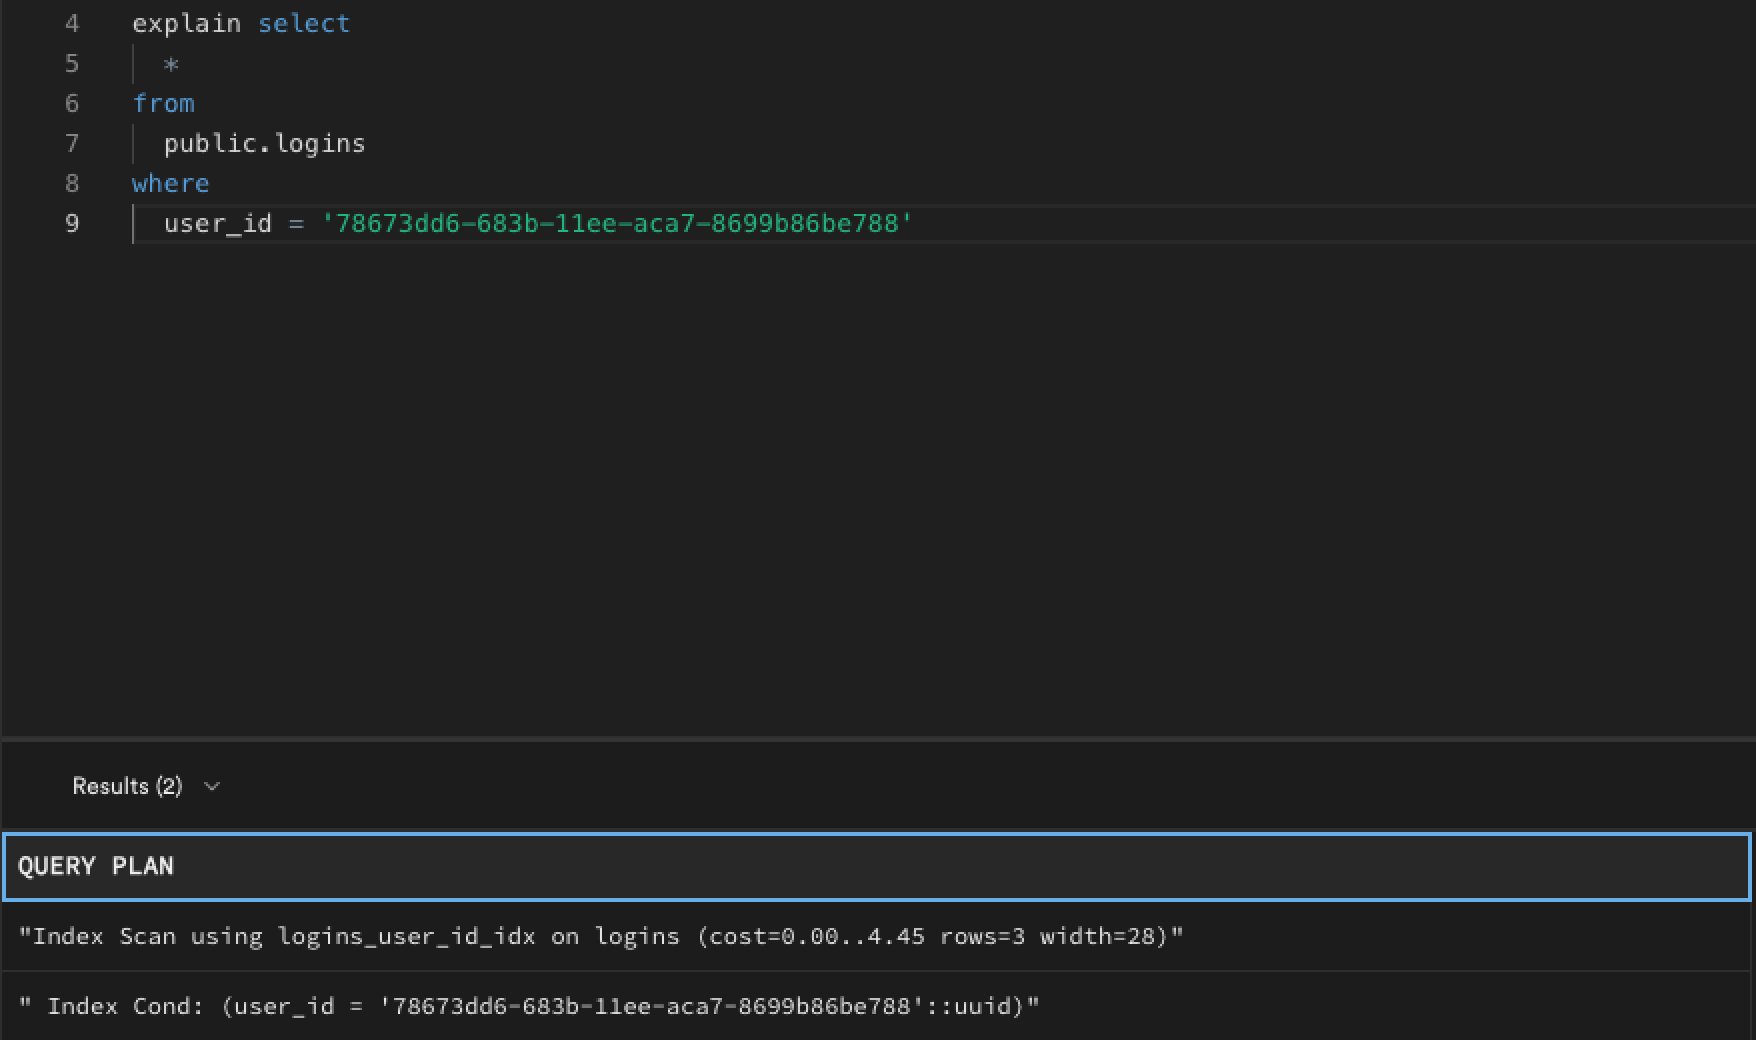 4 explain select
5 *
6 from
7 public.logins
8 where
9 user_id = '78673dd6-683b-11ee-aca7-8699b86be788'
Results (2)
QUERY PLAN
"Index Scan using logins_user_id_idx on logins (cost=0.00..4.45 rows=3 width=28)"
" Index Cond: (user_id = '78673dd6-683b-11ee-aca7-8699b86be788'::uuid)"